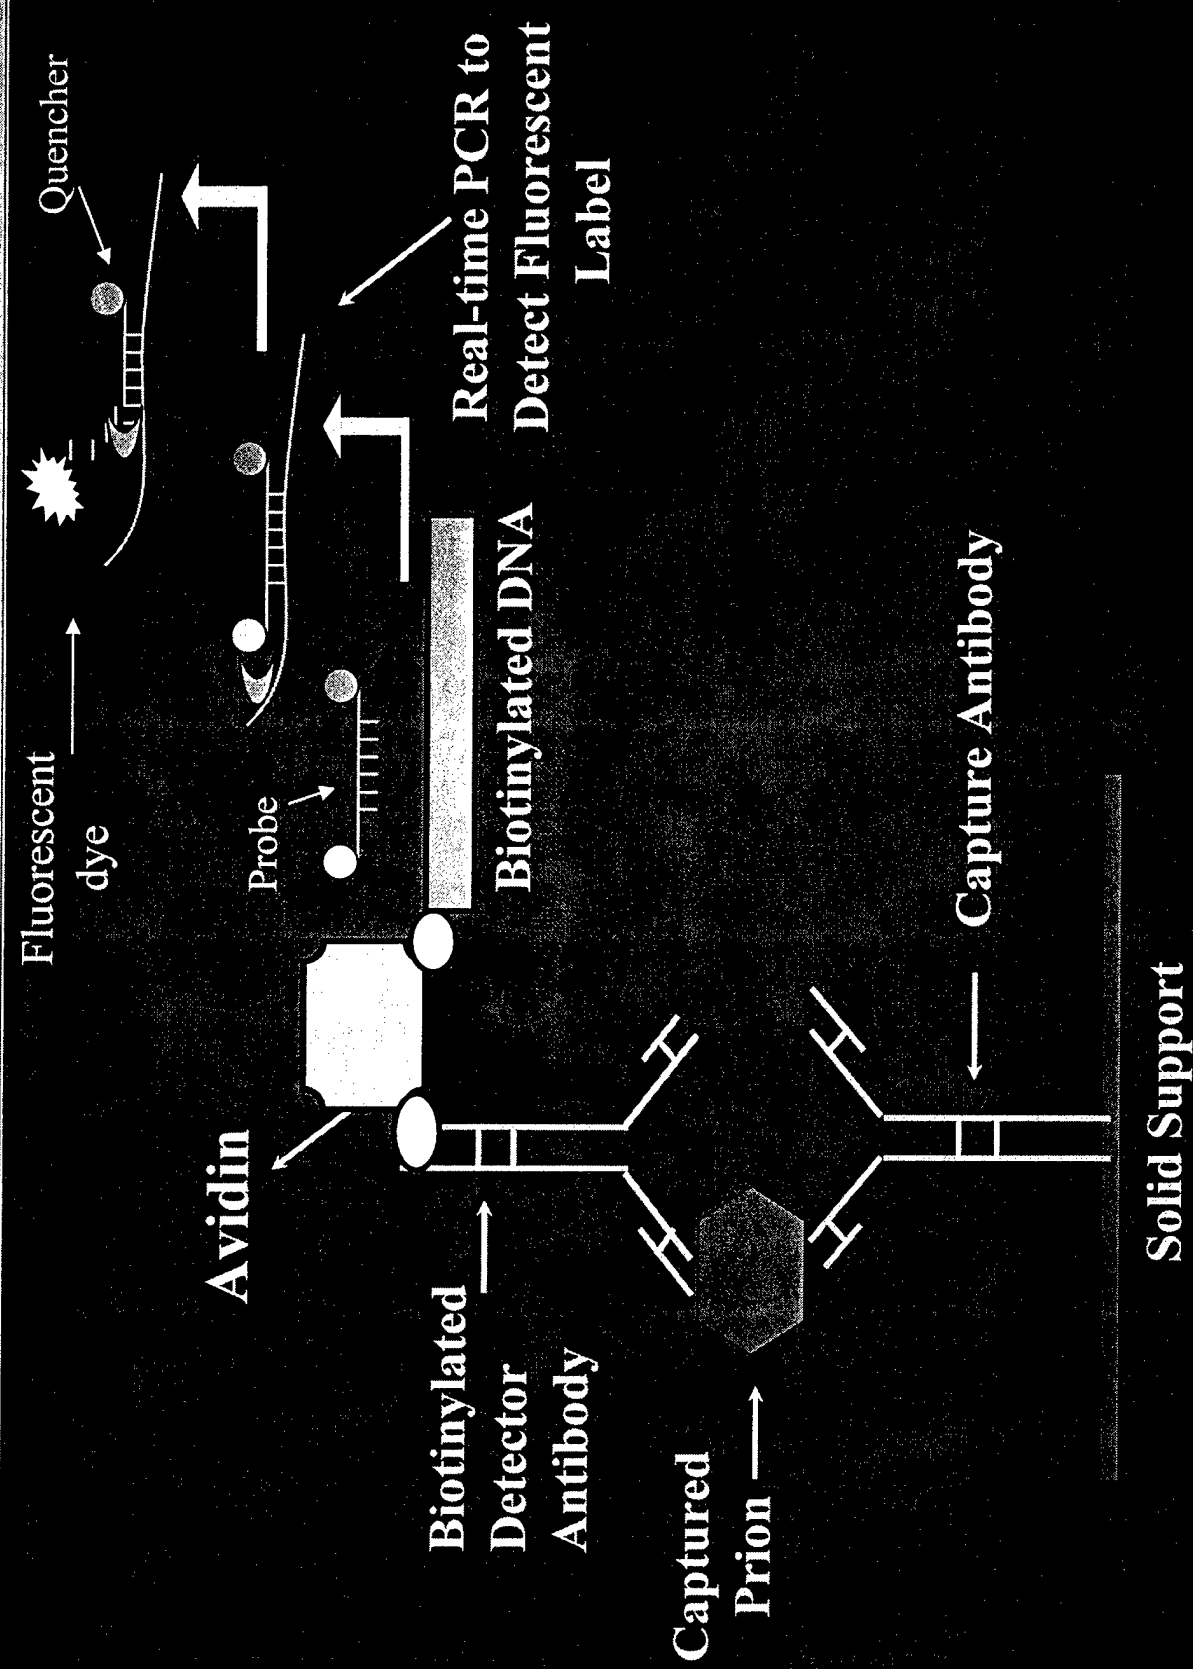 Fluorescent
dye
Quencher
Probe
Avidin
Real-time PCR to
Detect Fluorescent
Label
Biotinylated DNA
Biotinylated
Detector
Antibody
Captured
Prion
Capture Antibody
Solid Support